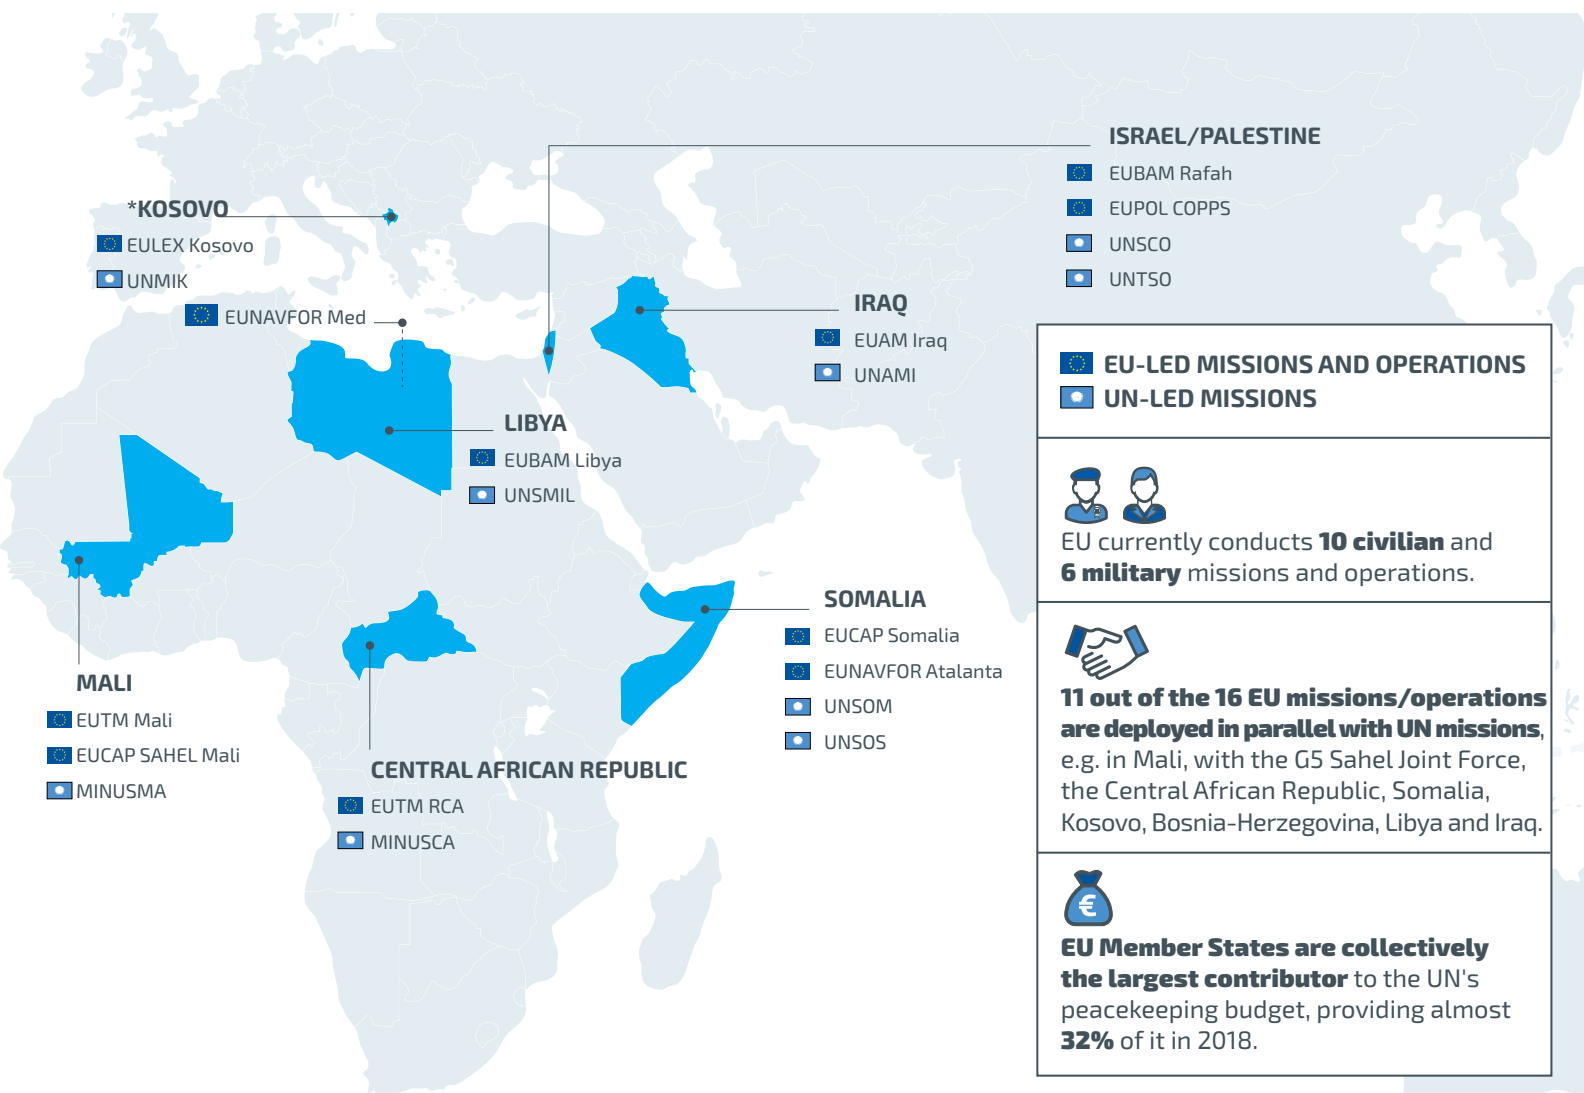 *KOSOVO
EULEX Kosovo
UNMIK
EUNAVFOR Med
LIBYA
EUBAM Libya
UNSMIL
MALI
EUTM Mali
EUCAP SAHEL Mali
MINUSMA
CENTRAL AFRICAN REPUBLIC
EUTM RCA
MINUSCA
IRAQ
EUAM Iraq
UNAMI
SOMALIA
EUCAP Somalia
EUNAVFOR Atalanta
UNSOM
UNSOS
ISRAEL/PALESTINE
EUBAM Rafah
EUPOL COPPS
UNSCO
UNTSO
EU-LED MISSIONS AND OPERATIONS
UN-LED MISSIONS
EU currently conducts 10 civilian and
6 military missions and operations.
11 out of the 16 EU missions/operations
are deployed in parallel with UN missions,
e.g. in Mali, with the G5 Sahel Joint Force,
the Central African Republic, Somalia,
Kosovo, Bosnia-Herzegovina, Libya and Iraq.
€
EU Member States are collectively
the largest contributor to the UN's
peacekeeping budget, providing almost
32% of it in 2018.